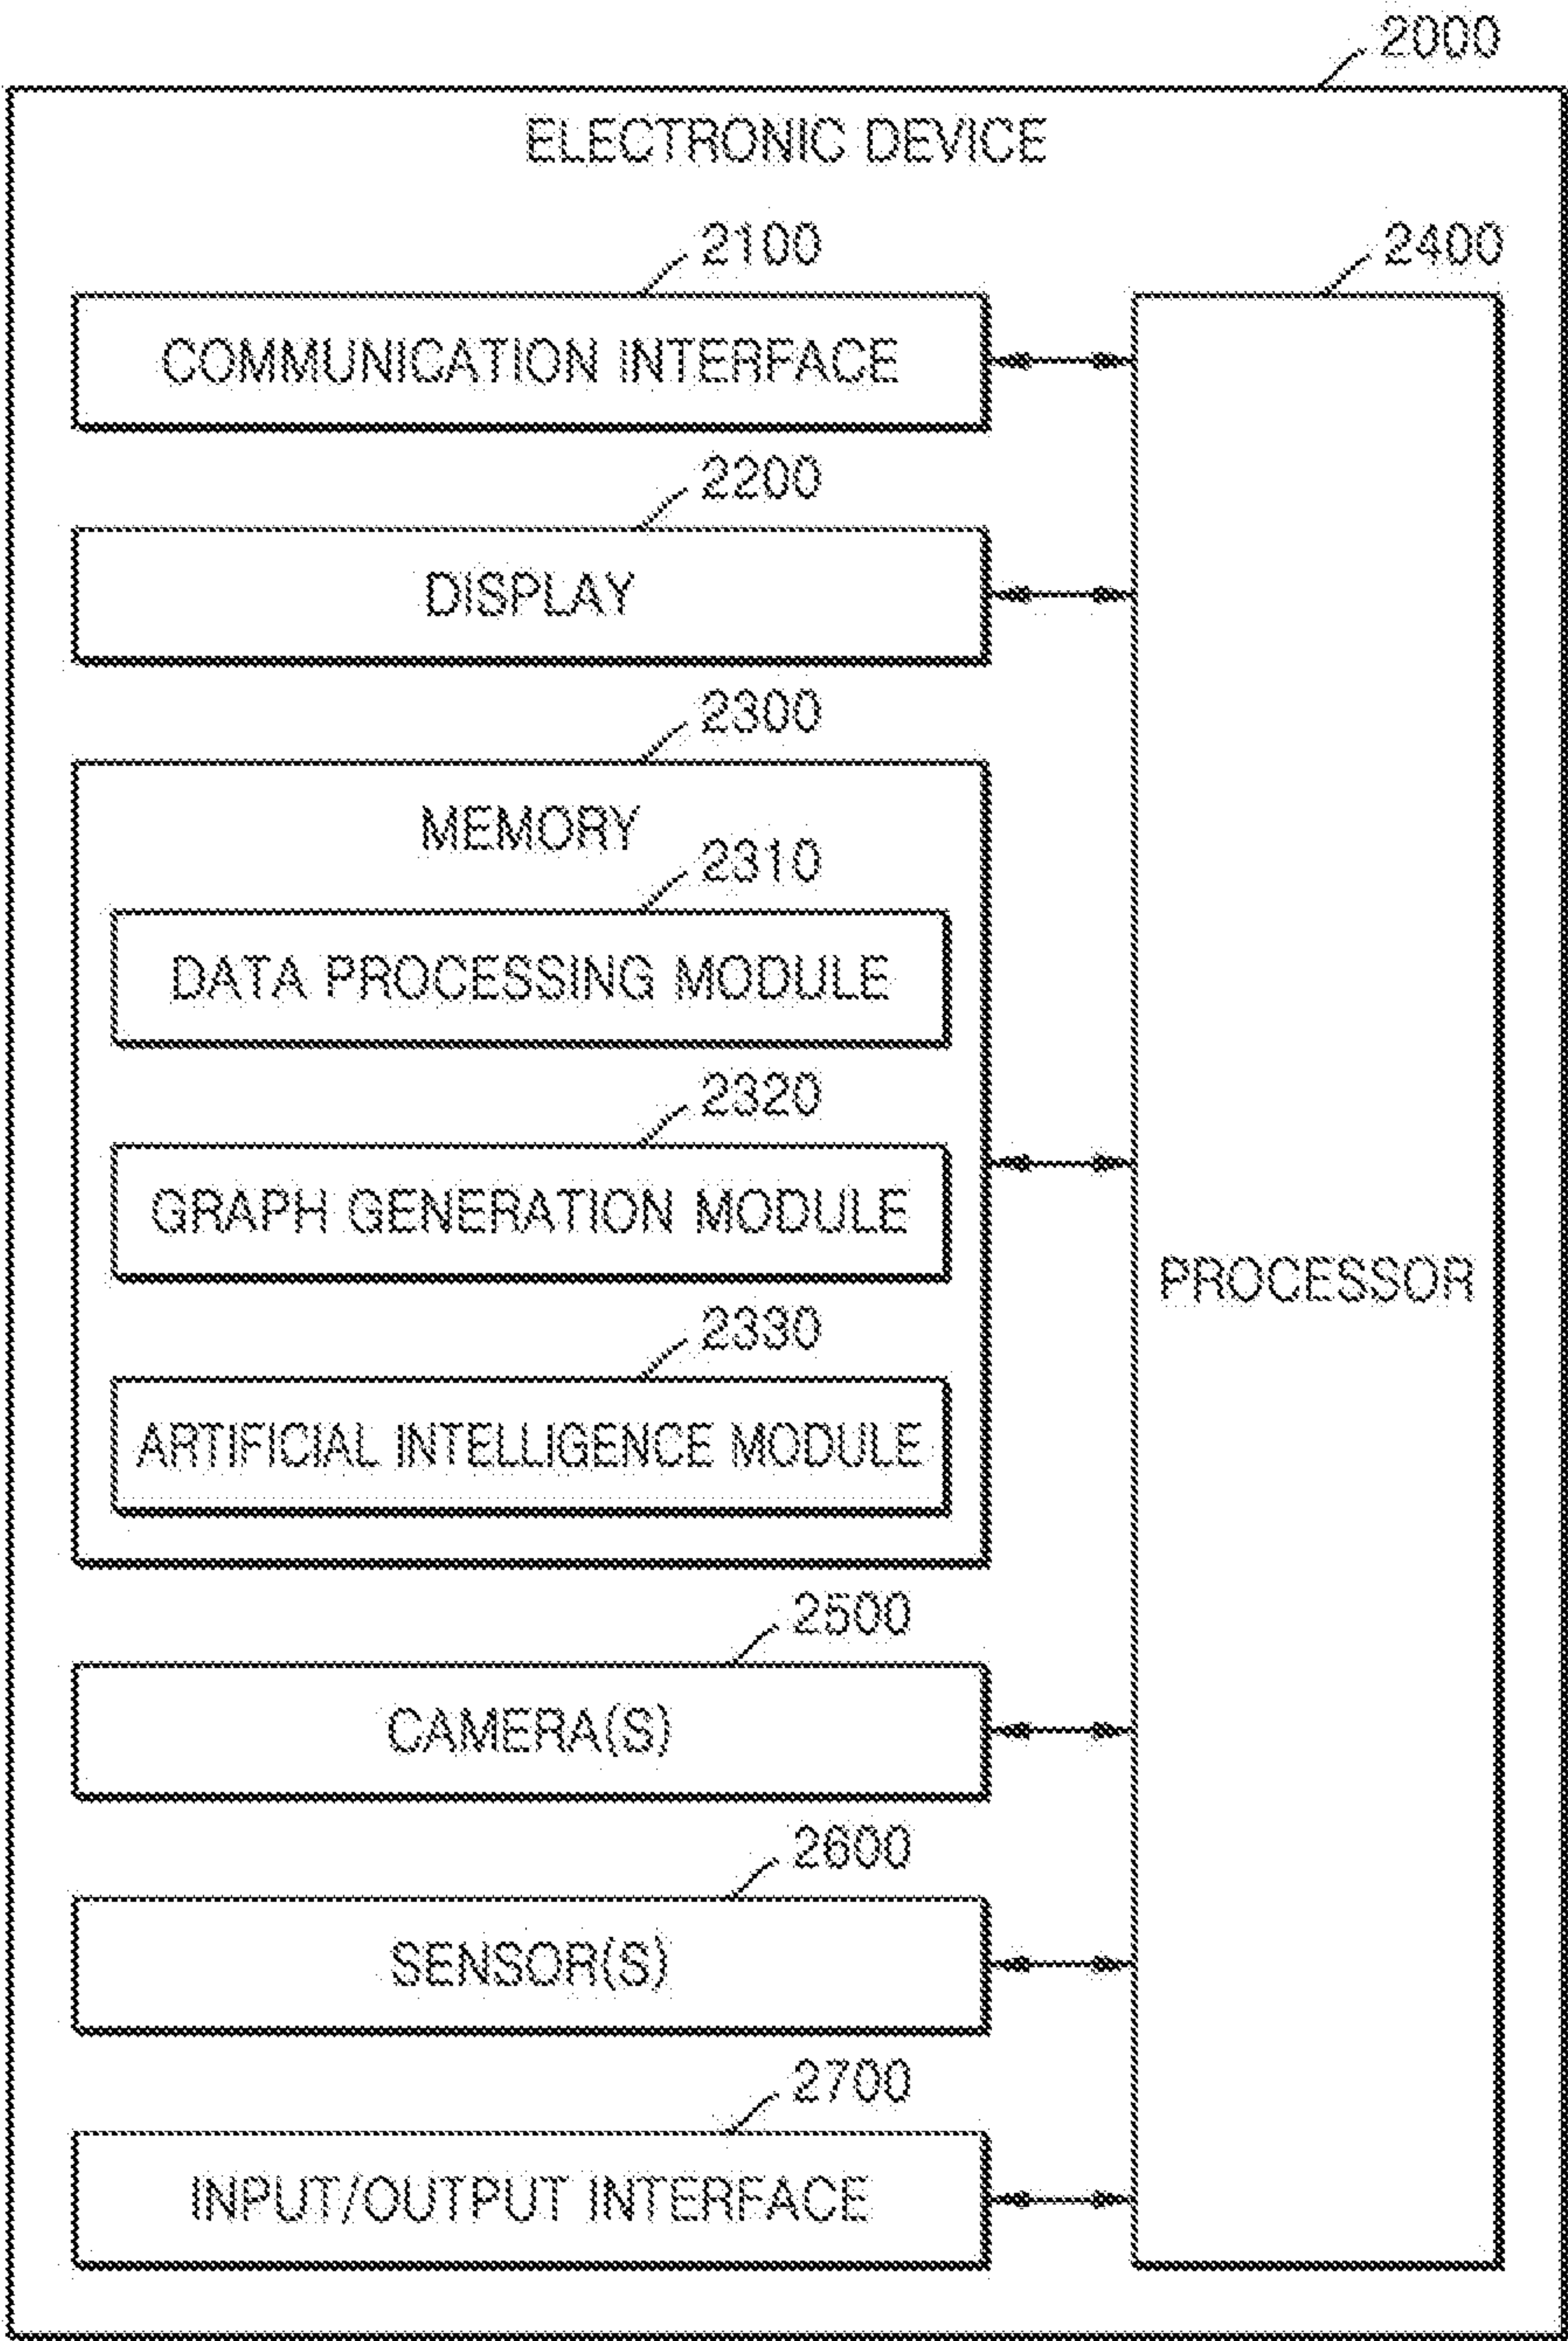 2000
ELECTRONIC DEVICE
2100
COMMUNICATION INTERFACE
2200
DISPLAY
2300
MEMORY
2310
DATA PROCESSING MODULE
2320
GRAPH GENERATION MODULE
2330
ARTIFICIAL INTELLIGENCE MODULE
2500
CAMERA(S)
2600
SENSOR(S)
2700
INPUT/OUTPUT INTERFACE
2400
PROCESSOR